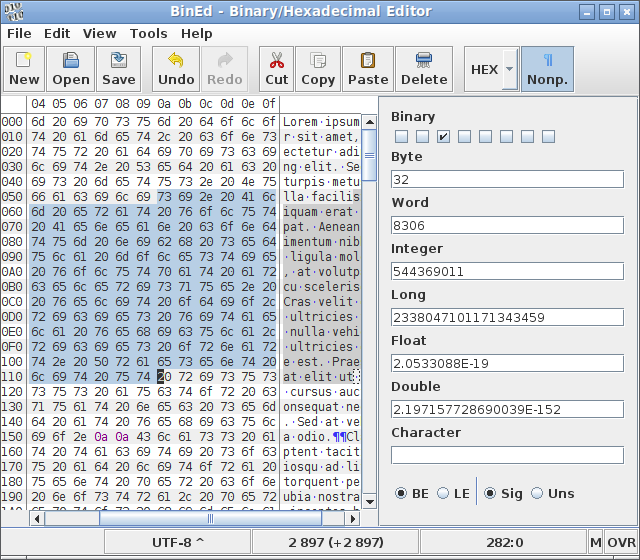 BinEd - Binary/Hexadecimal Editor
File Edit View Tools Help
New Open Save Undo Redo Cut Copy Paste Delete HEX ¶ Nonp.
04 05 06 07 08 09 0a 0b 0c 0d 0e 0f
000 6d 20 69 70 73 75 6d 20 64 6f 6c 6f Lorem·ipsum
010 74 20 61 6d 65 74 2c 20 63 6f 6e 73 r·sit·amet,
020 74 75 72 20 61 64 69 70 69 73 63 69 ectetur·adi
030 6c 69 74 2e 20 53 65 64 20 61 63 20 ng·elit.·Se
040 69 73 20 6d 65 74 75 73 2e 20 4e 75 turpis·metu
050 66 61 63 69 6c 69 73 69 2e 20 41 6c lla·facilis
060 6d 20 65 72 61 74 20 76 6f 6c 75 74 iquam·erat·
070 20 41 65 6e 65 61 6e 20 63 6f 6e 64 pat.·Aenean
080 74 75 6d 20 6e 69 62 68 20 73 65 64 imentum·nib
090 75 6c 61 20 6d 6f 6c 65 73 74 69 65 ·ligula·mol
0A0 20 76 6f 6c 75 74 70 61 74 20 61 72 ,·at·volutp
0B0 63 65 6c 65 72 69 73 71 75 65 2e 20 cu·sceleris
0C0 20 76 65 6c 69 74 20 6f 64 69 6f 2c Cras·velit·
0D0 72 69 63 69 65 73 ·ultricies·
0E0 6c 61 20 76 65 68 69 63 75 6c 61 2c ·nulla·vehi
0F0 72 69 63 69 65 73 20 6f 72 6e 61 72 ·ultricies·
100 74 2e 20 50 72 61 65 73 65 6e 74 20 e·est.·Prae
110 6c 69 74 20 75 74 20 72 69 73 75 73 at·elit·ut·
120 73 75 73 20 61 75 63 74 6f 72 20 ·cursus·auc
130 71 75 61 74 20 6e 65 63 20 73 65 6d onsequat·ne
140 20 61 74 20 76 65 68 69 63 .·Sed·at·ve
150 69 6f 2e 0a 0a 43 6c 61 73 73 20 61 a·odio.¶¶Cl
160 74 20 74 61 63 69 74 69 20 73 6f 63 ptent·tacit
170 75 20 61 64 20 6c 69 74 6f 72 61 20 iosqu·ad·li
180 75 65 6e 74 20 70 65 72 20 63 6f 6e torquent·pe
190 20 6e 6f 73 74 72 61 2c 20 70 65 72 ubia·nostra
Binary
Byte
32
Word
8306
Integer
544369011
Long
2338047101171343459
Float
2.0533088E-19
Double
2.197157728690039E-152
Character
BE LE Sig Uns
UTF-8 ^ 2 897 (+2 897) 282:0 M OVR